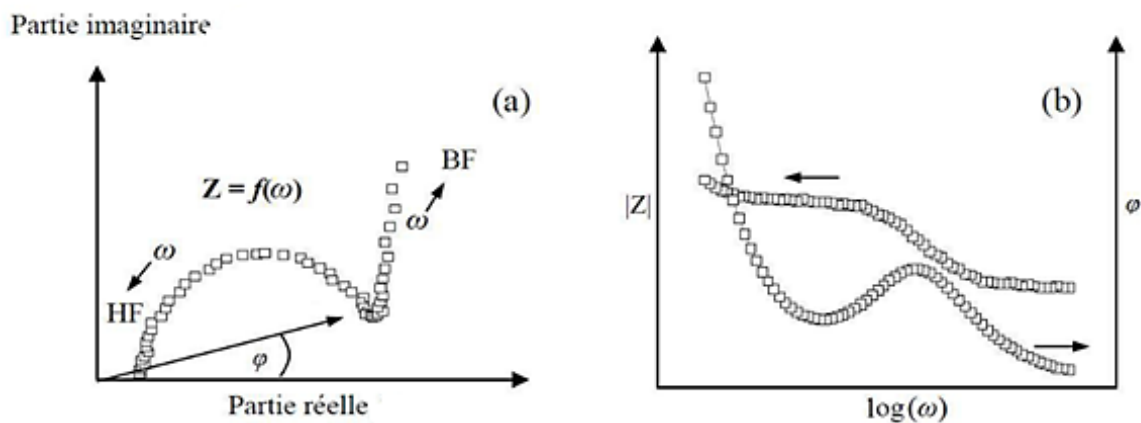 Partie imaginaire
(a)
BF
Z = f(ω)
ω
ω
HF
φ
Partie réelle
(b)
|Z|
φ
log(ω)